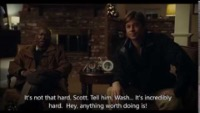 It's not that hard, Scott. Tell him, Wash... It's incredibly
hard. Hey, anything worth doing is!